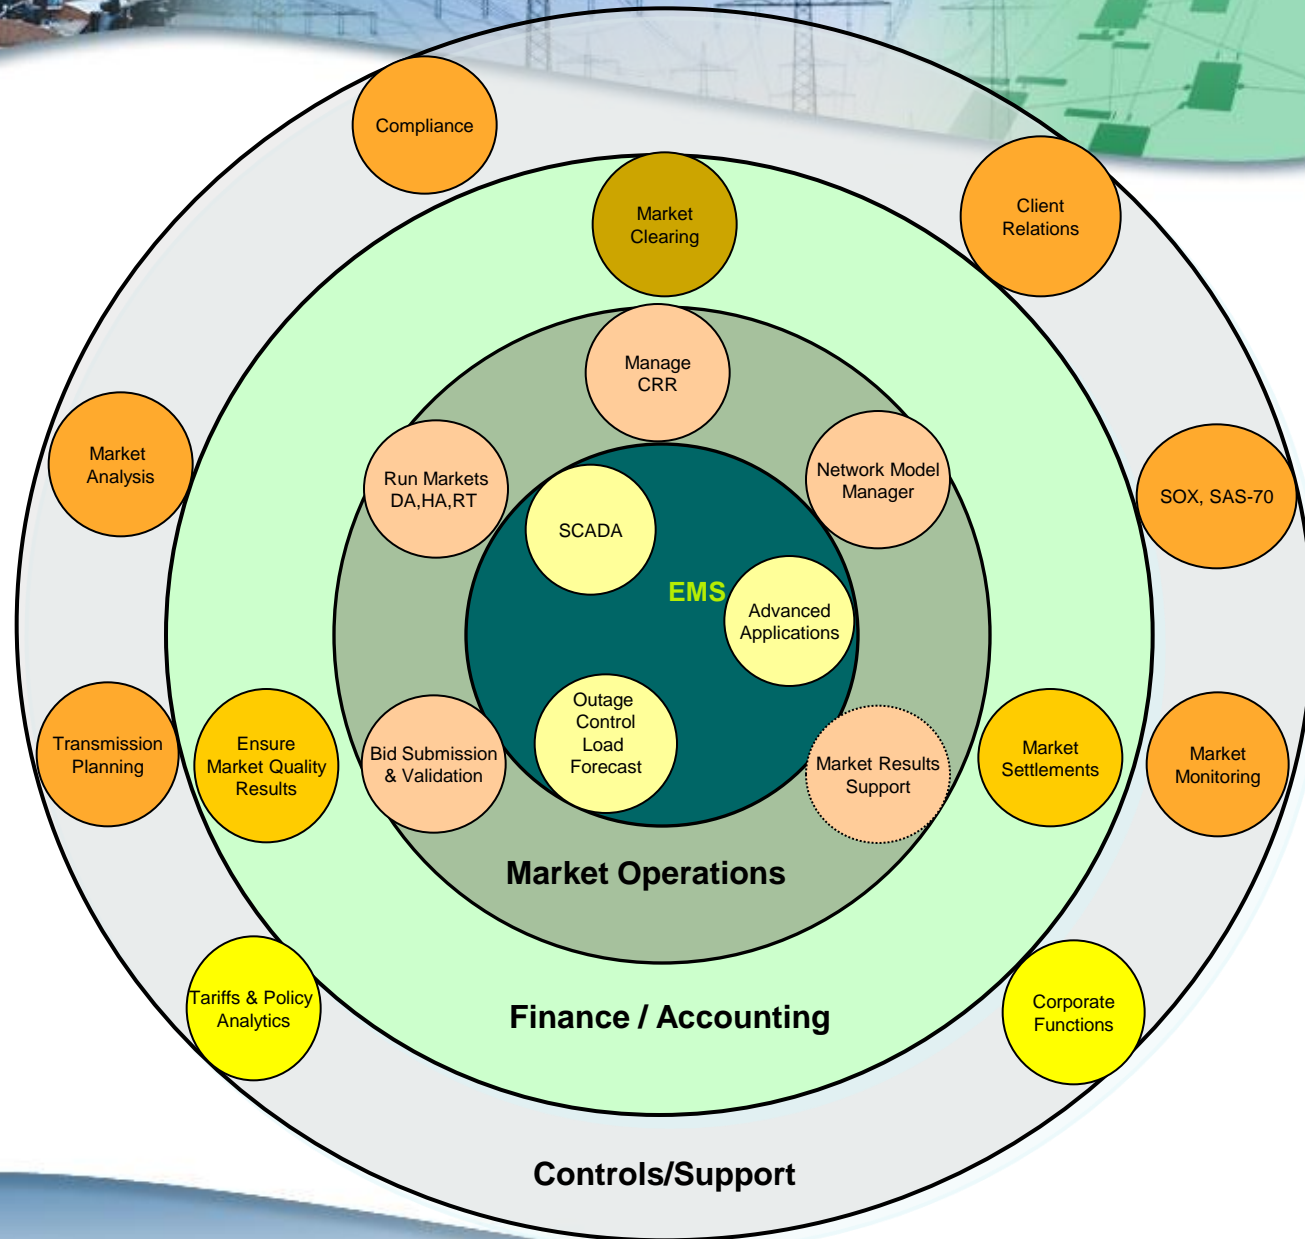 Compliance
Client
Relations
Market
Clearing
Manage
CRR
Market
Analysis
Run Markets
DA,HA,RT
Network Model
Manager
SOX, SAS-70
SCADA
EMS
Advanced
Applications
Outage
Control
Load
Forecast
Transmission
Planning
Ensure
Market Quality
Results
Bid Submission
& Validation
Market Results
Support
Market
Settlements
Market
Monitoring
Market Operations
Tariffs & Policy
Analytics
Finance / Accounting
Corporate
Functions
Controls/Support